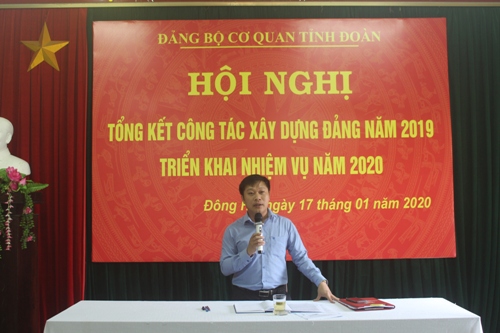 ĐẢNG BỘ CƠ QUAN TỈNH ĐOÀN
HỘI NGHỊ
TỔNG KẾT CÔNG TÁC XÂY DỰNG ĐẢNG NĂM 2019
TRIỂN KHAI NHIỆM VỤ NĂM 2020
Đông ngày 17 tháng 01 năm 2020